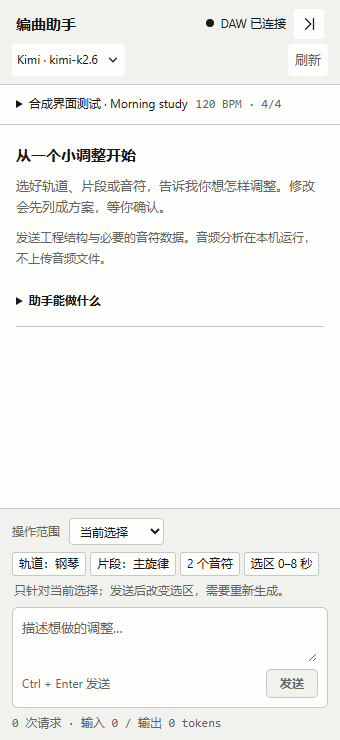 编曲助手
DAW 已连接
Kimi · kimi-k2.6
刷新
合成界面测试 · Morning study 120 BPM · 4/4
从一个小调整开始
选好轨道、片段或音符，告诉我你想怎样调整。修改
会先列成方案，等你确认。
发送工程结构与必要的音符数据。音频分析在本机运行，
不上传音频文件。
助手能做什么
操作范围 当前选择
轨道：钢琴 片段：主旋律 2 个音符 选区 0–8 秒
只针对当前选择；发送后改变选区，需要重新生成。
描述想做的调整...
Ctrl + Enter 发送 发送
0 次请求 · 输入 0 / 输出 0 tokens